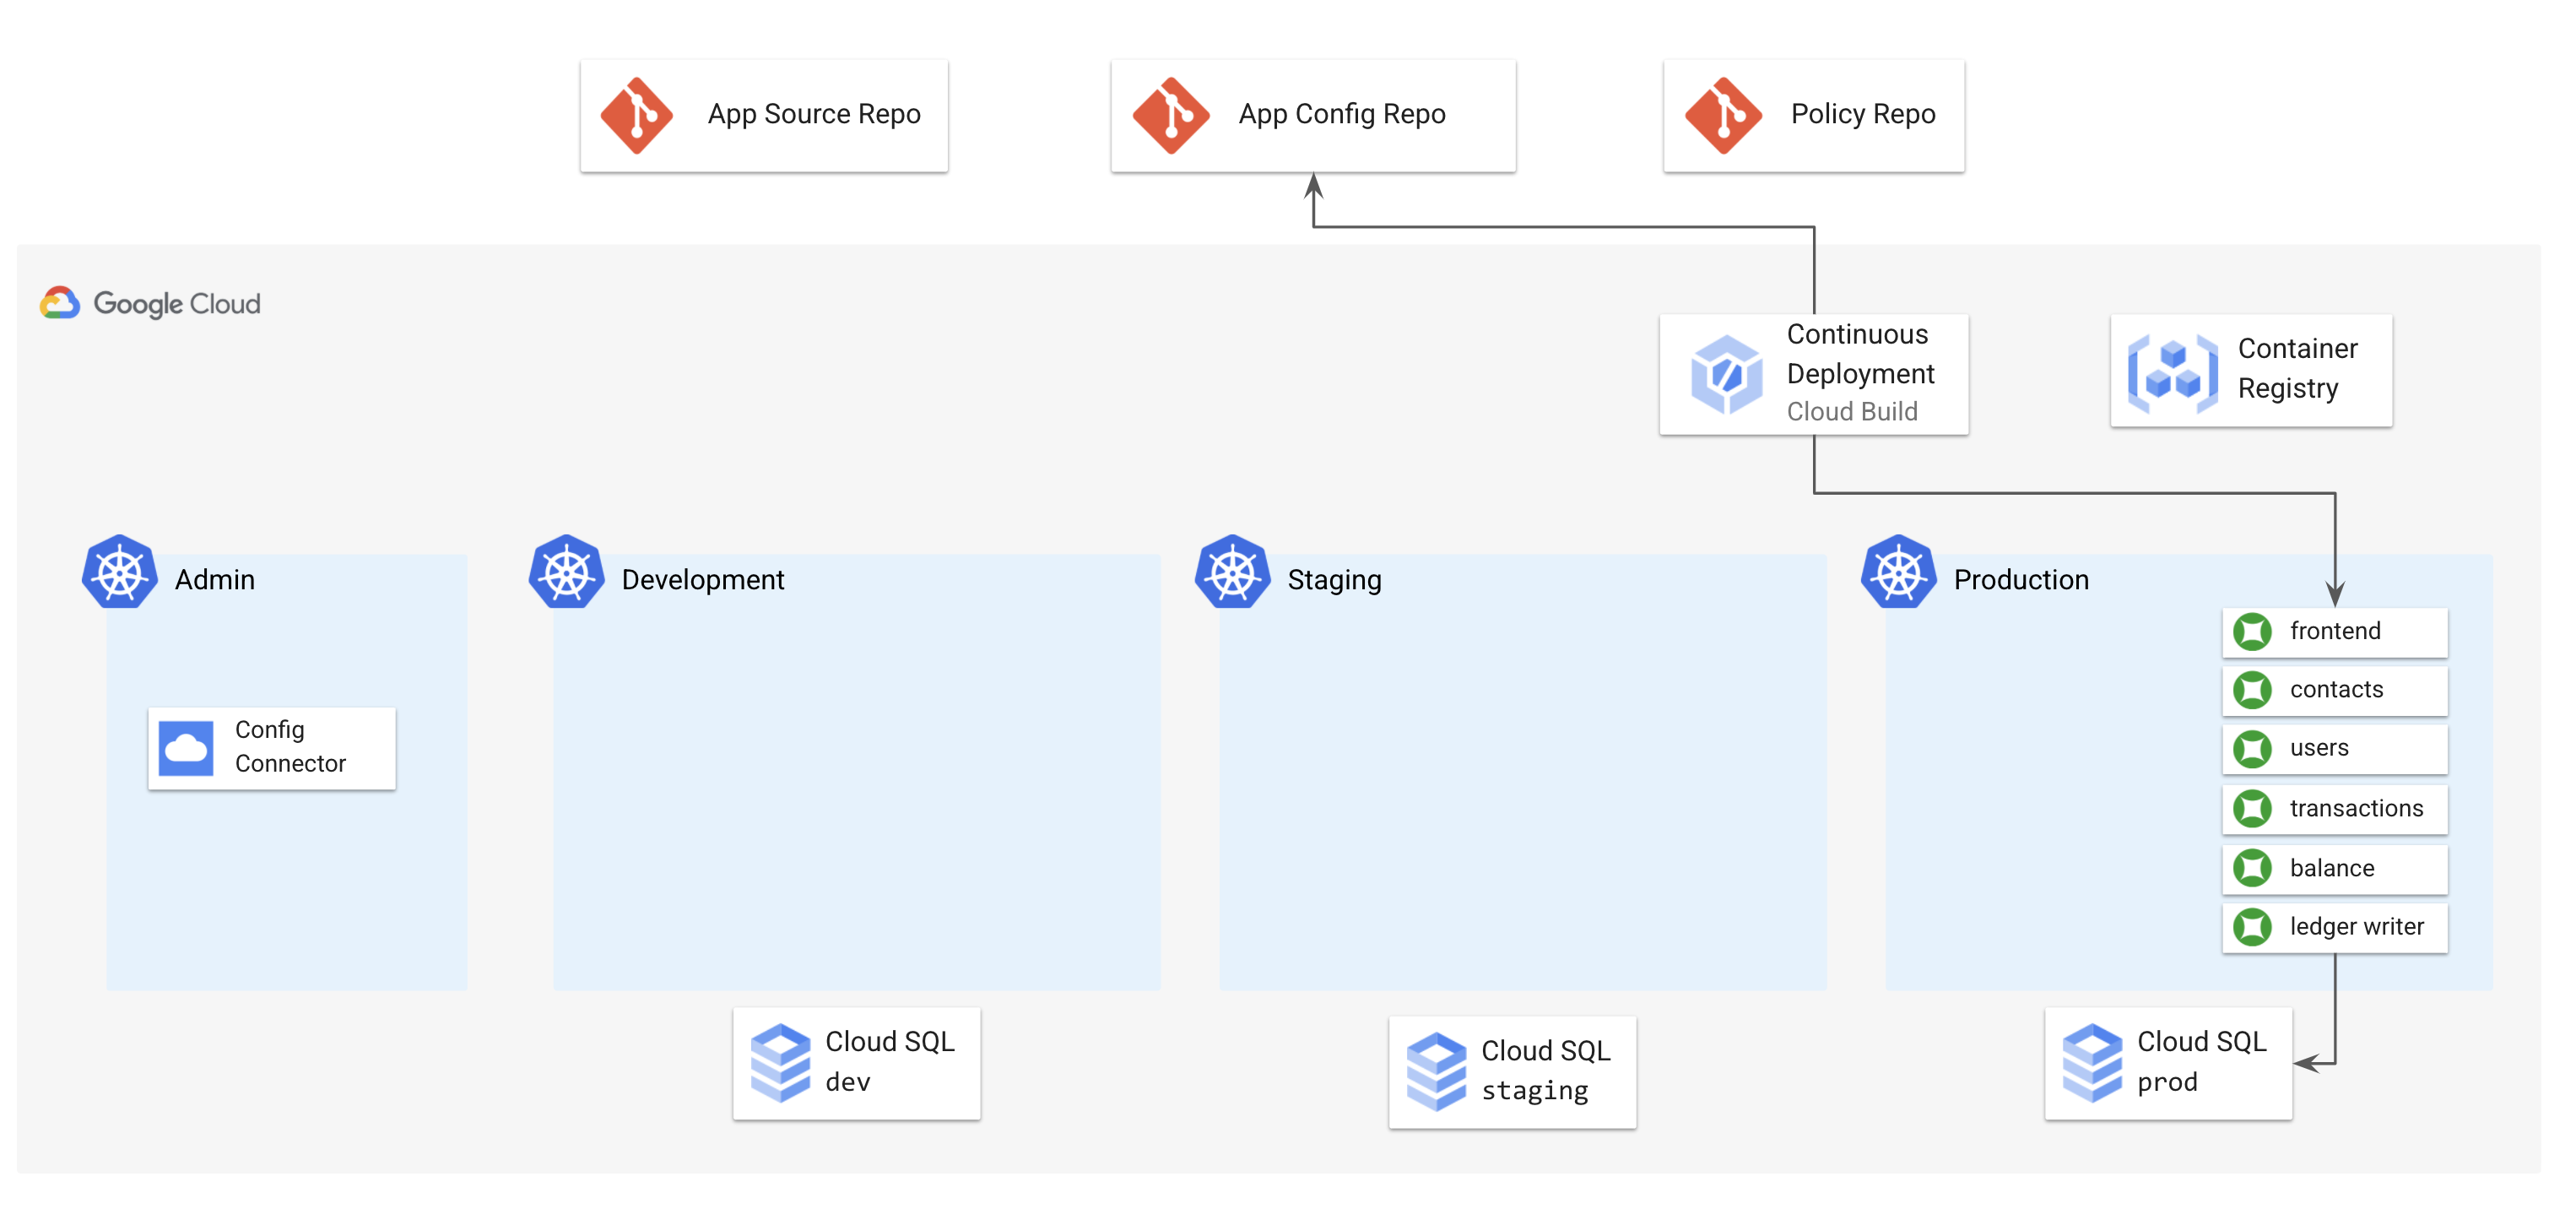 App Source Repo
App Config Repo
Policy Repo
Google Cloud
Continuous
Deployment
Cloud Build
Container
Registry
Admin
Development
Staging
Production
Config
Connector
frontend
contacts
users
transactions
balance
ledger writer
Cloud SQL
dev
Cloud SQL
staging
Cloud SQL
prod